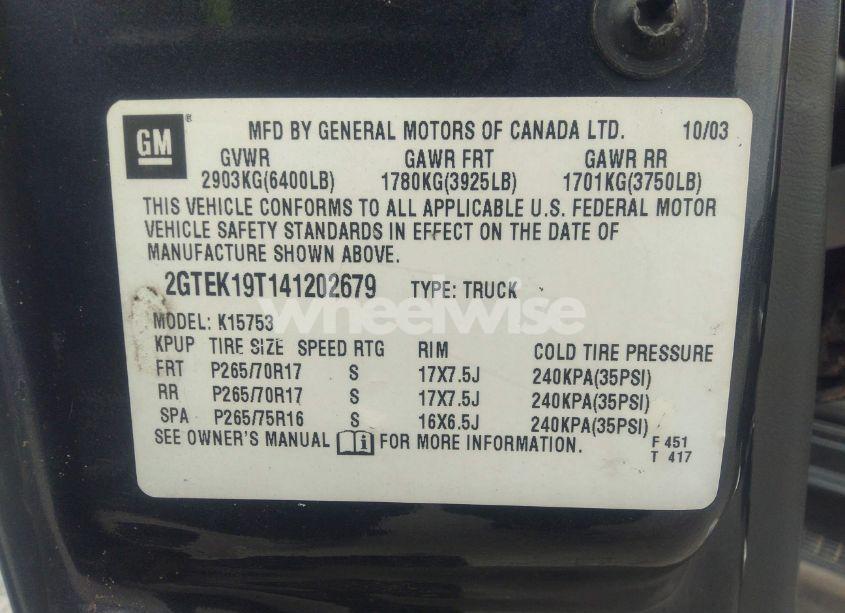 GM ®
MFD BY GENERAL MOTORS OF CANADA LTD. 10/03
GVWR GAWR FRT GAWR RR
2903KG(6400LB) 1780KG(3925LB) 1701KG(3750LB)
THIS VEHICLE CONFORMS TO ALL APPLICABLE U.S. FEDERAL MOTOR
VEHICLE SAFETY STANDARDS IN EFFECT ON THE DATE OF
MANUFACTURE SHOWN ABOVE.
2GTEK19T141202679 TYPE: TRUCK
wheelwise
MODEL: K15753
KPUP TIRE SIZE SPEED RTG RIM COLD TIRE PRESSURE
FRT P265/70R17 S 17X7.5J 240KPA(35PSI)
RR P265/70R17 S 17X7.5J 240KPA(35PSI)
SPA P265/75R16 S 16X6.5J 240KPA(35PSI)
SEE OWNER'S MANUAL i FOR MORE INFORMATION. F 451
T 417